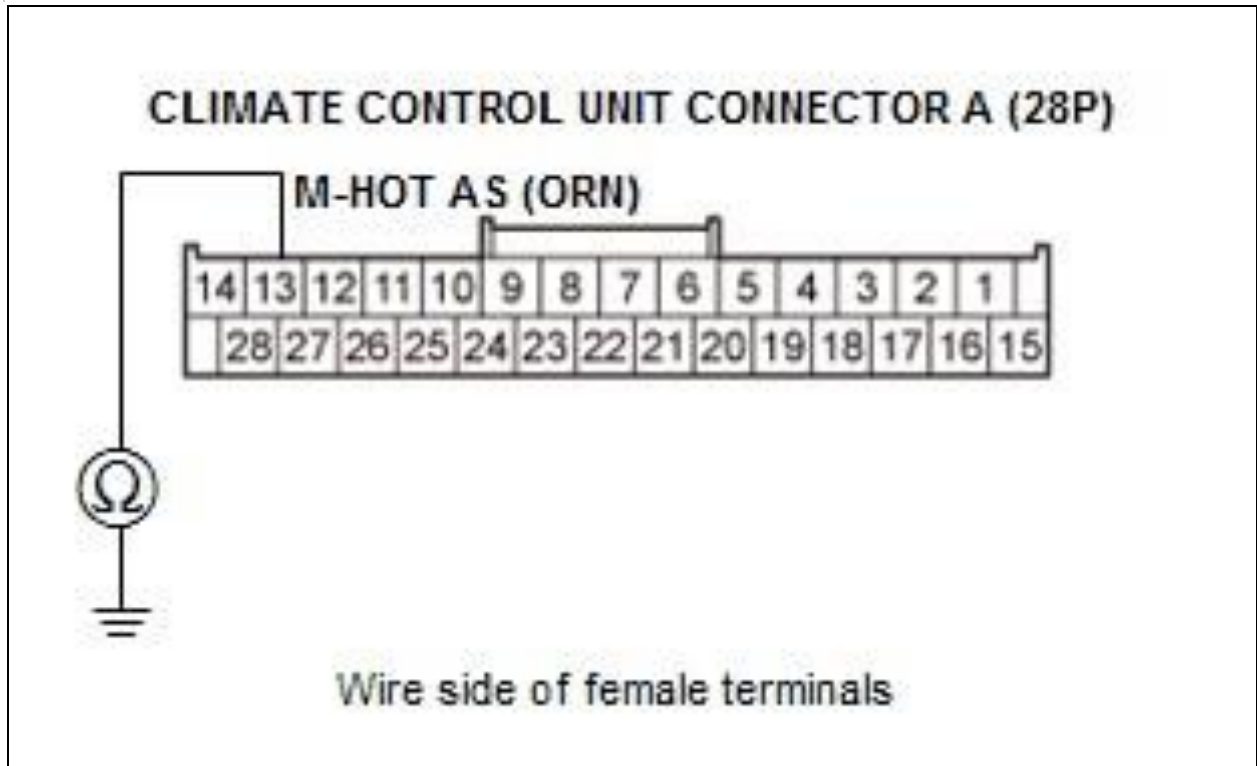 CLIMATE CONTROL UNIT CONNECTOR A (28P)
M-HOT AS (ORN)
14 13 12 11 10 9 8 7 6 5 4 3 2 1
28 27 26 25 24 23 22 21 20 19 18 17 16 15
Ω
Wire side of female terminals